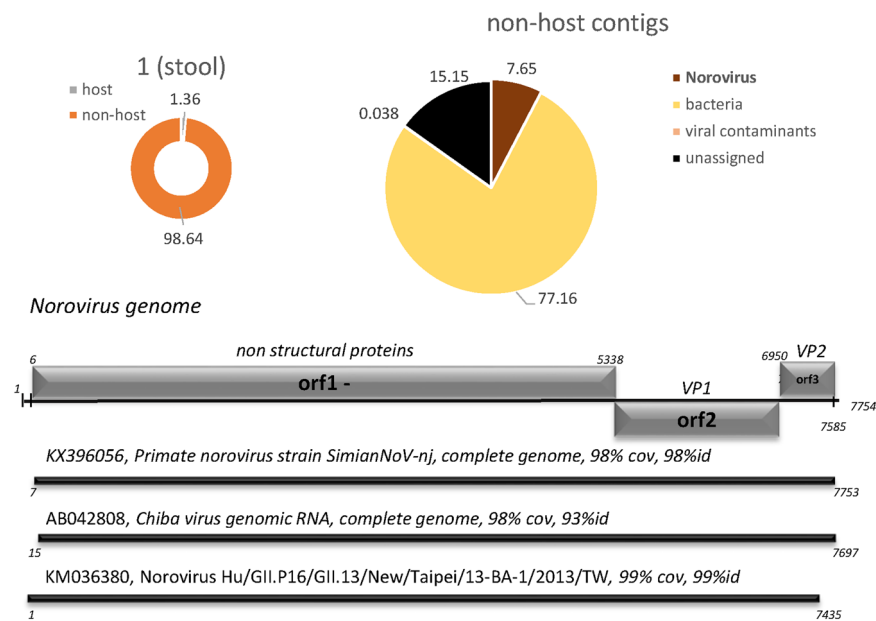 non-host contigs
1 (stool)
host
non-host
1.36
98.64
15.15
7.65
0.038
77.16
Norovirus
bacteria
viral contaminants
unassigned
Norovirus genome
non structural proteins
VP2
6
5338
6950
orf1 -
orf3
1
VP1
7754
orf2
7585
KX396056, Primate norovirus strain SimianNoV-nj, complete genome, 98% cov, 98%id
7
7753
AB042808, Chiba virus genomic RNA, complete genome, 98% cov, 93%id
15
7697
KM036380, Norovirus Hu/GII.P16/GII.13/New/Taipei/13-BA-1/2013/TW, 99% cov, 99%id
1
7435